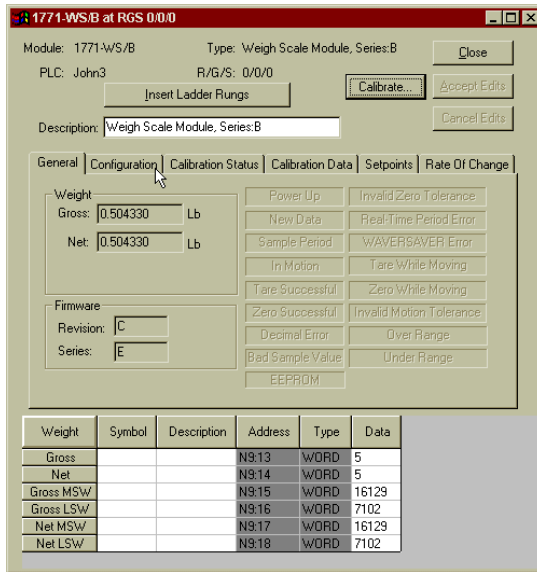 1771-WS/B at RGS 0/0/0
Module: 1771-WS/B Type: Weigh Scale Module, Series:B Close
PLC: John3 R/G/S: 0/0/0
Insert Ladder Rungs Calibrate... Accept Edits
Description: Weigh Scale Module, Series:B Cancel Edits
General Configuration Calibration Status Calibration Data Setpoints Rate Of Change
Weight Power Up Invalid Zero Tolerance
Gross: 0.504330 Lb New Data Real-Time Period Error
Net: 0.504330 Lb Sample Period WAVERSAVER Error
In Motion Tare While Moving
Tare Successful Zero While Moving
Firmware Zero Successful Invalid Motion Tolerance
Revision: C Decimal Error Over Range
Series: E Bad Sample Value Under Range
EEPROM
Weight Symbol Description Address Type Data
Gross N9:13 WORD 5
Net N9:14 WORD 5
Gross MSW N9:15 WORD 16129
Gross LSW N9:16 WORD 7102
Net MSW N9:17 WORD 16129
Net LSW N9:18 WORD 7102